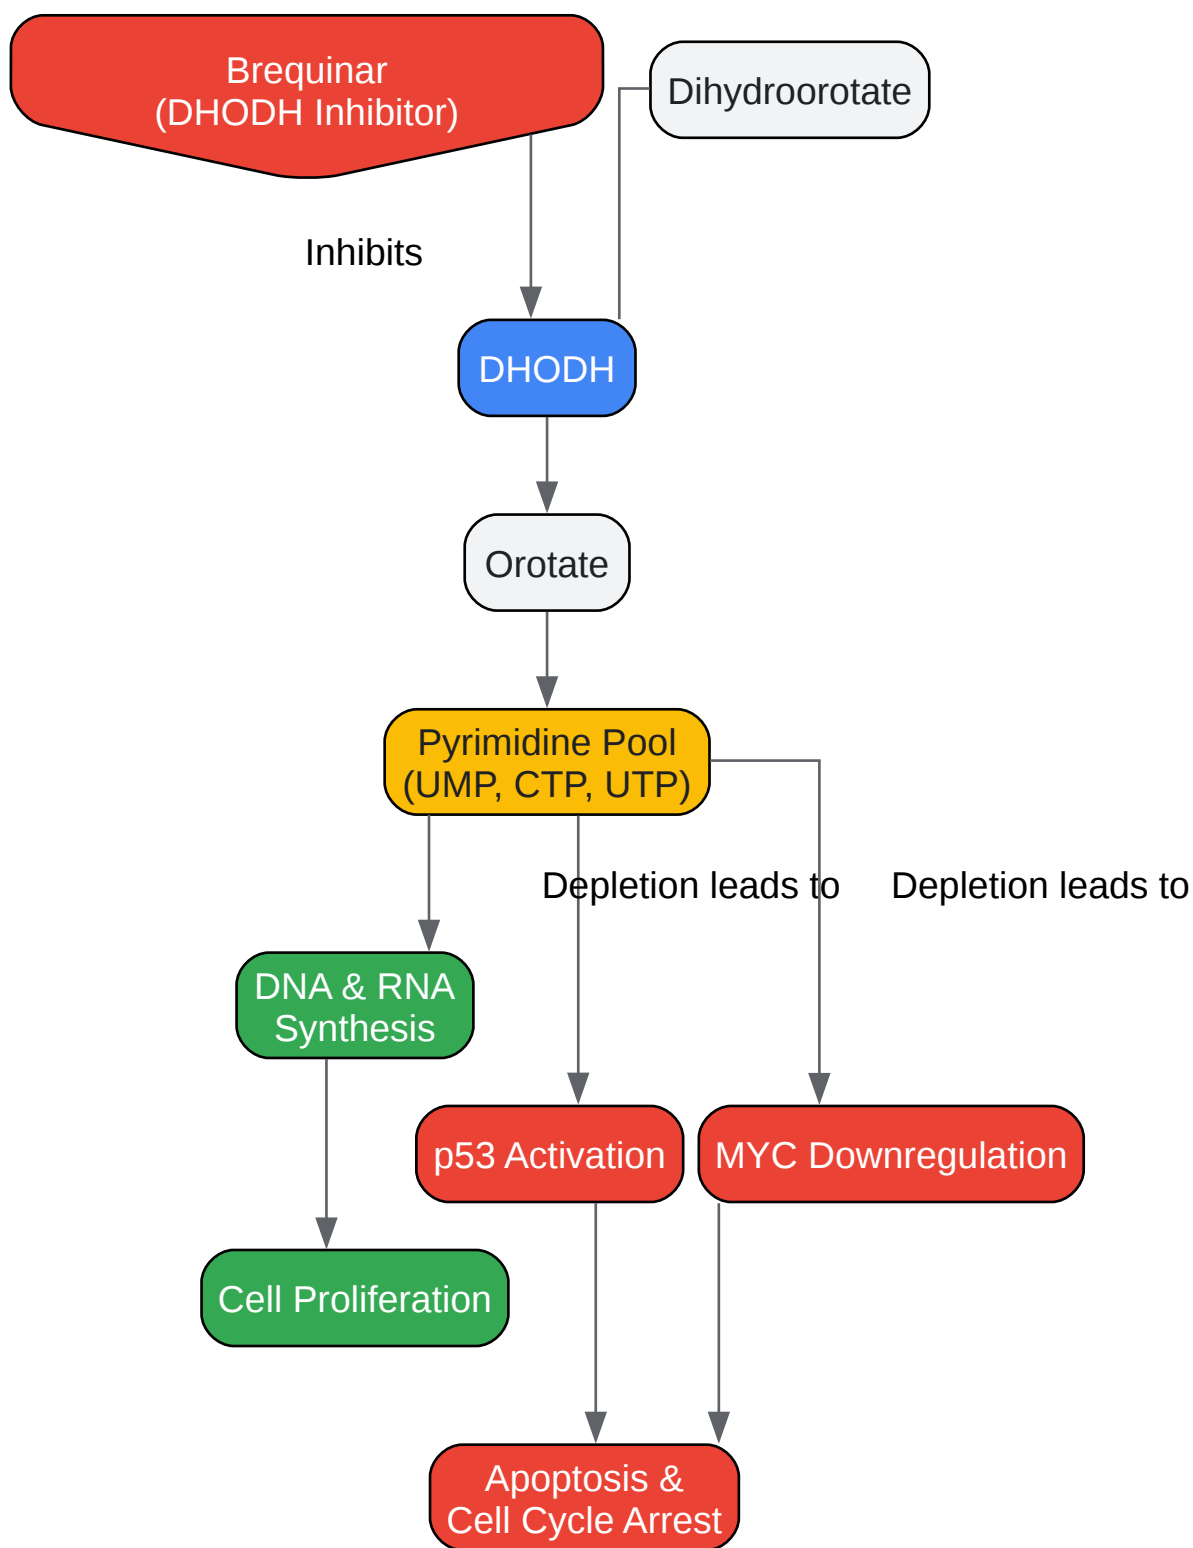 Brequinar
(DHODH Inhibitor)
Dihydroorotate
Inhibits
DHODH
Orotate
Pyrimidine Pool
(UMP, CTP, UTP)
Depletion leads to
Depletion leads to
DNA & RNA
Synthesis
p53 Activation
MYC Downregulation
Cell Proliferation
Apoptosis &
Cell Cycle Arrest